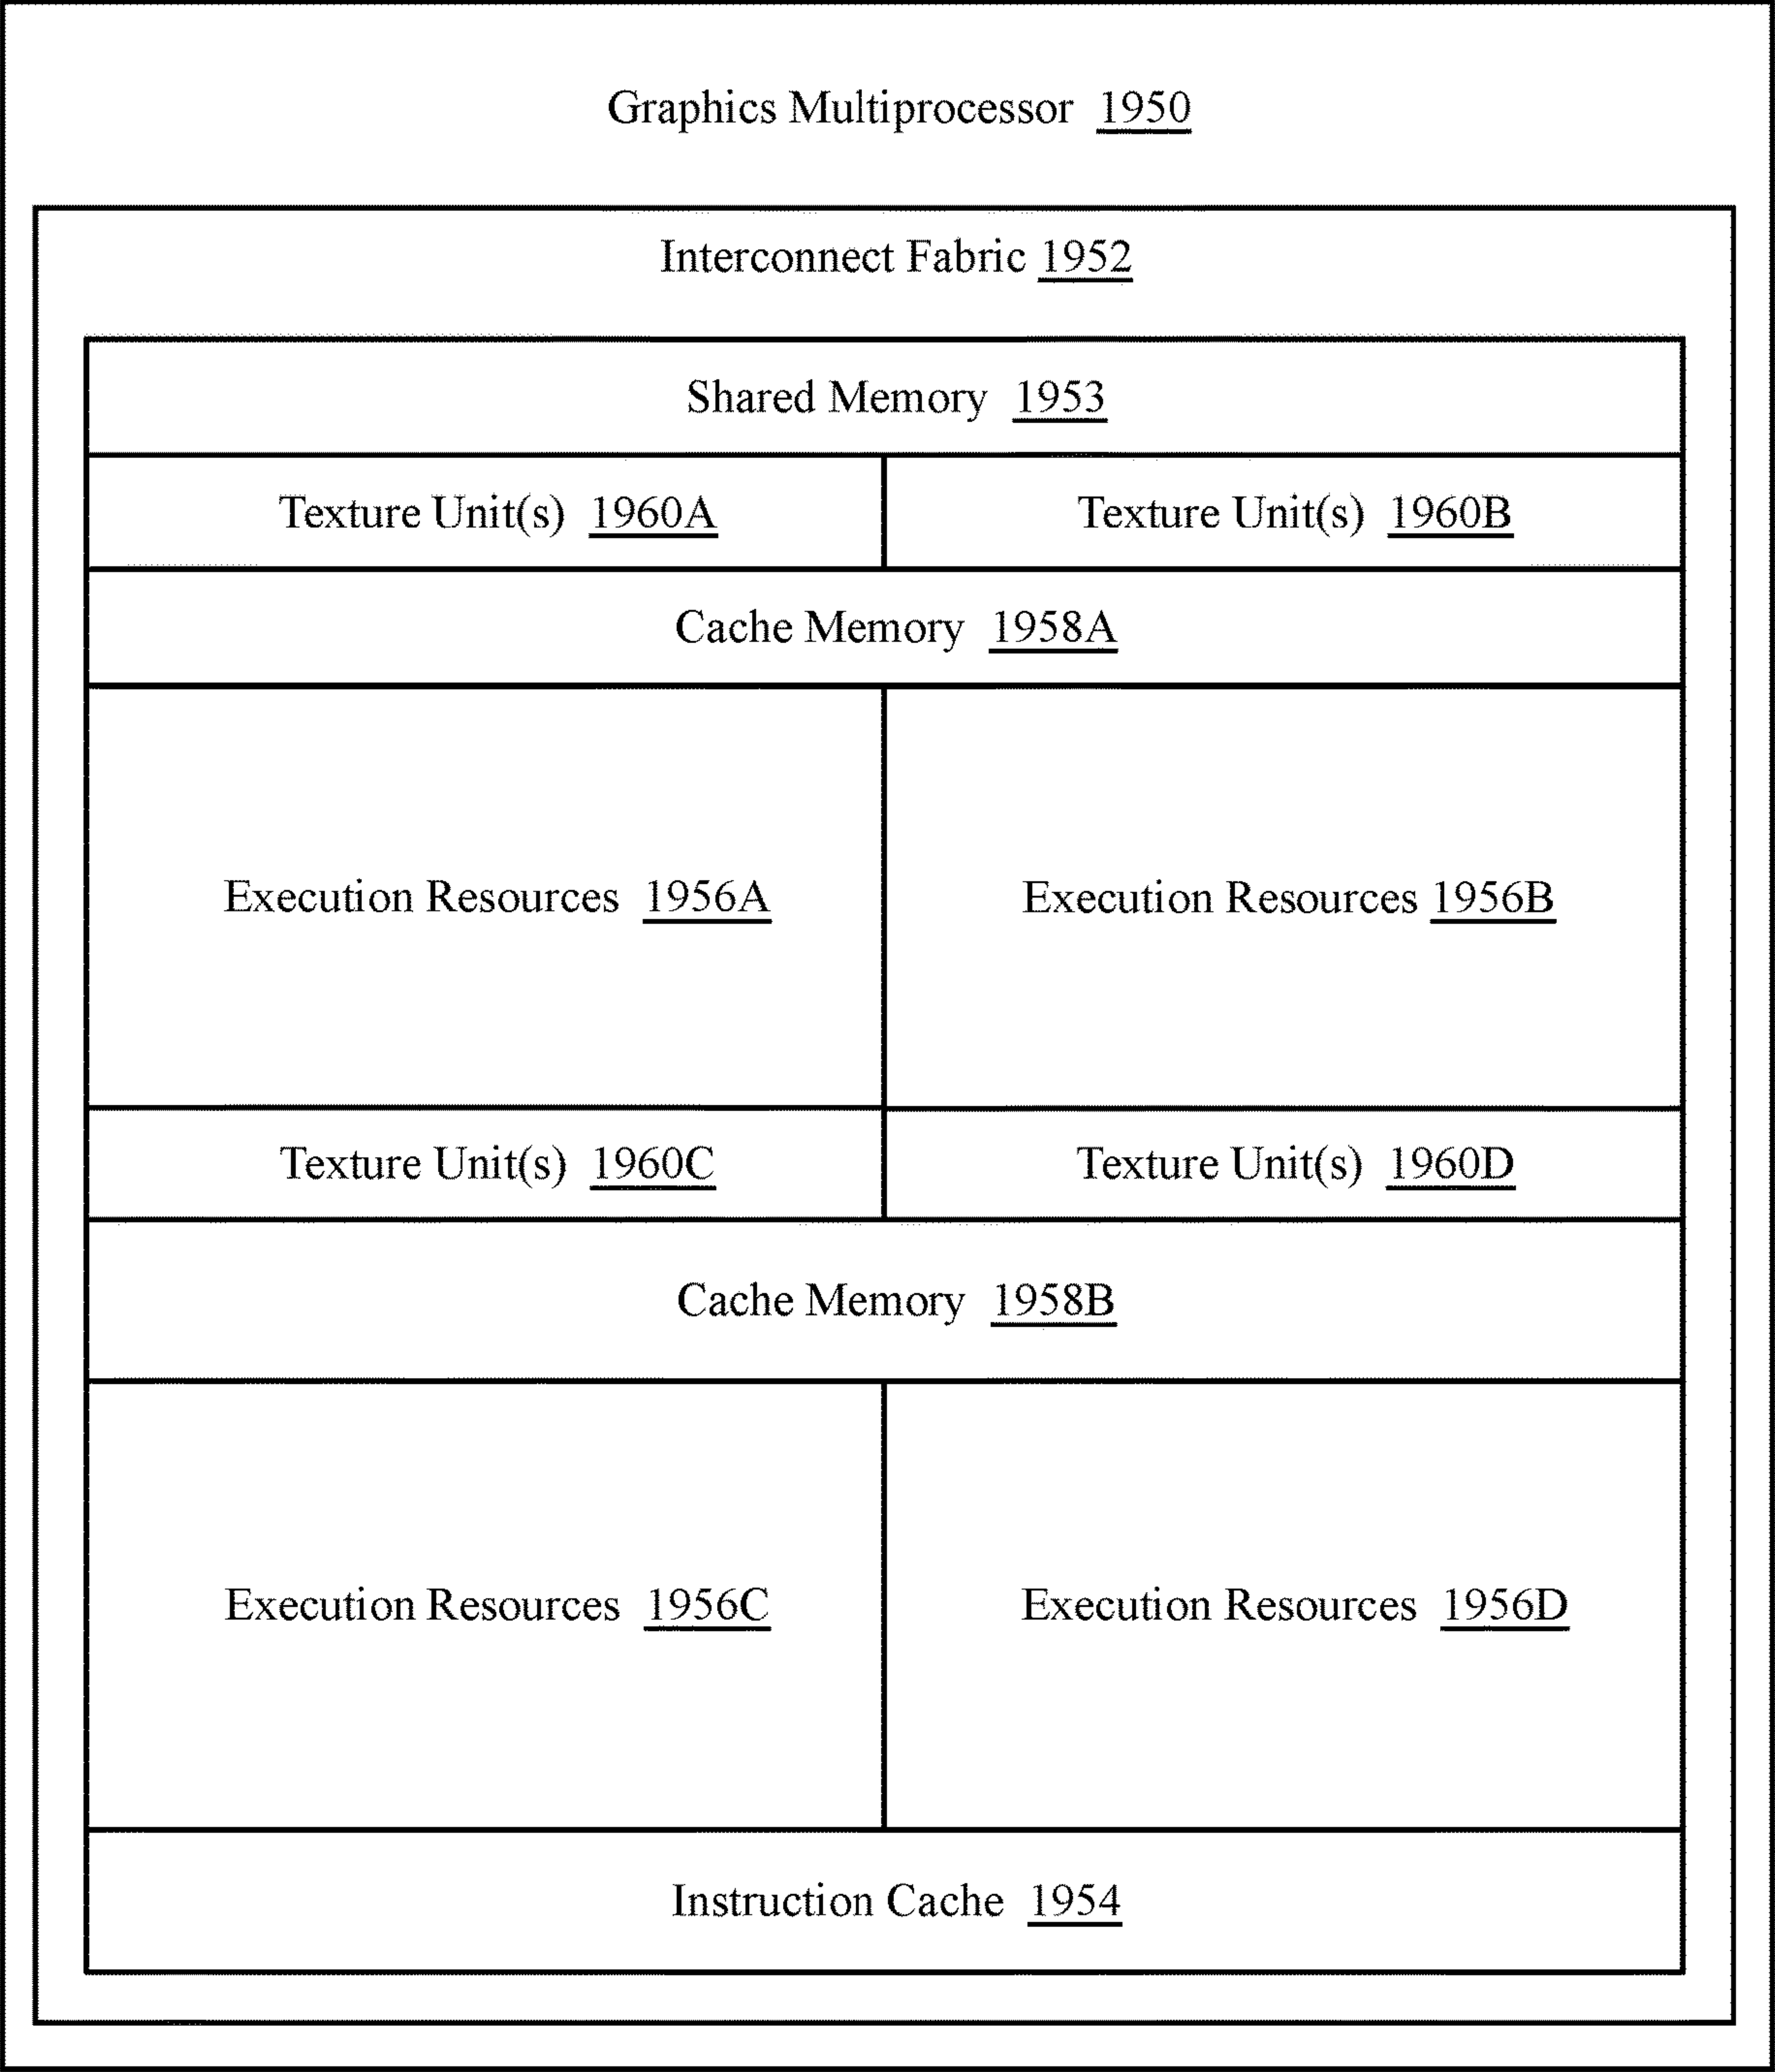 Graphics Multiprocessor 1950
Interconnect Fabric 1952
Shared Memory 1953
Texture Unit(s) 1960A
Texture Unit(s) 1960B
Cache Memory 1958A
Execution Resources 1956A
Execution Resources 1956B
Texture Unit(s) 1960C
Texture Unit(s) 1960D
Cache Memory 1958B
Execution Resources 1956C
Execution Resources 1956D
Instruction Cache 1954